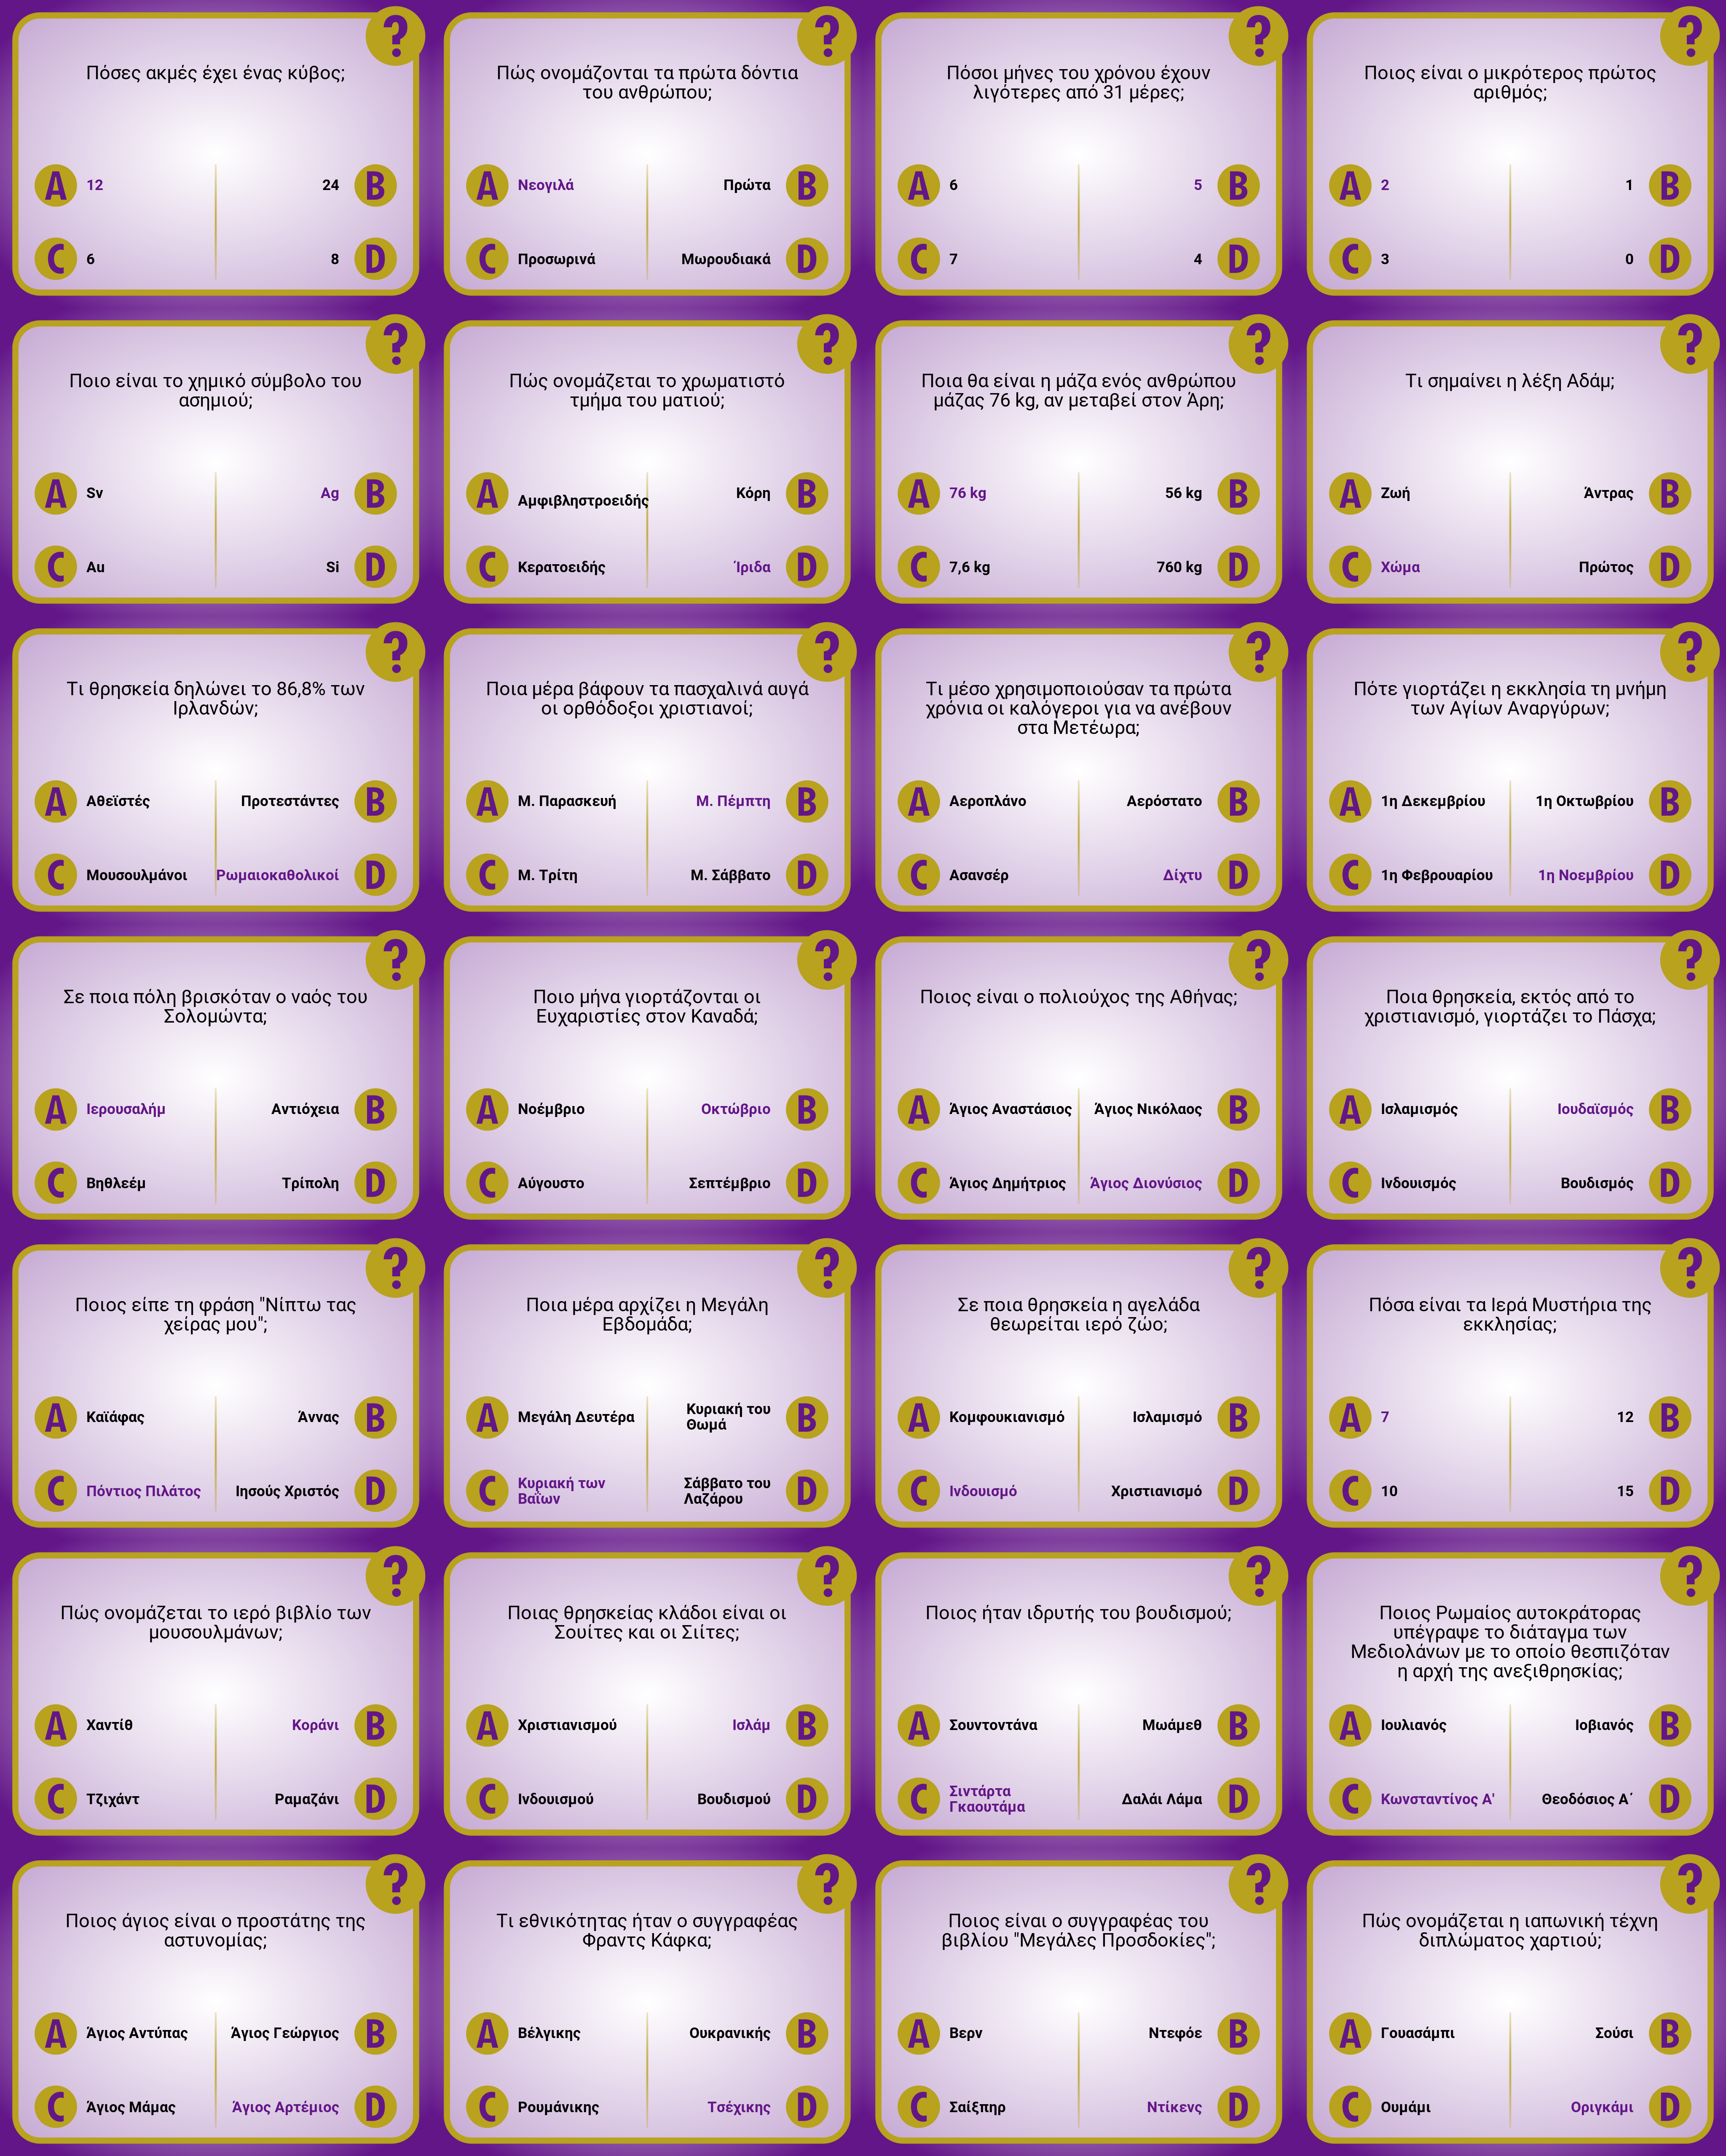 ?
Πόσες ακμές έχει ένας κύβος;
A 12
24 B
C 6
8 D
?
Πώς ονομάζονται τα πρώτα δόντια
του ανθρώπου;
A Νεογιλά
Πρώτα B
C Προσωρινά
Μωρουδιακά D
?
Πόσοι μήνες του χρόνου έχουν
λιγότερες από 31 μέρες;
A 6
5 B
C 7
4 D
?
Ποιος είναι ο μικρότερος πρώτος
αριθμός;
A 2
1 B
C 3
0 D
?
Ποιο είναι το χημικό σύμβολο του
ασημιού;
A Sv
Ag B
C Au
Si D
?
Πώς ονομάζεται το χρωματιστό
τμήμα του ματιού;
A Αμφιβληστροειδής
Κόρη B
C Κερατοειδής
Ίριδα D
?
Ποια θα είναι η μάζα ενός ανθρώπου
μάζας 76 kg, αν μεταβεί στον Άρη;
A 76 kg
56 kg B
C 7,6 kg
760 kg D
?
Τι σημαίνει η λέξη Αδάμ;
A Ζωή
Άντρας B
C Χώμα
Πρώτος D
?
Τι θρησκεία δηλώνει το 86,8% των
Ιρλανδών;
A Αθεϊστές
Προτεστάντες B
C Μουσουλμάνοι
Ρωμαιοκαθολικοί D
?
Ποια μέρα βάφουν τα πασχαλινά αυγά
οι ορθόδοξοι χριστιανοί;
A Μ. Παρασκευή
Μ. Πέμπτη B
C Μ. Τρίτη
Μ. Σάββατο D
?
Τι μέσο χρησιμοποιούσαν τα πρώτα
χρόνια οι καλόγεροι για να ανέβουν
στα Μετέωρα;
A Αεροπλάνο
Αερόστατο B
C Ασανσέρ
Δίχτυ D
?
Πότε γιορτάζει η εκκλησία τη μνήμη
των Αγίων Αναργύρων;
A 1η Δεκεμβρίου
1η Οκτωβρίου B
C 1η Φεβρουαρίου
1η Νοεμβρίου D
?
Σε ποια πόλη βρισκόταν ο ναός του
Σολομώντα;
A Ιερουσαλήμ
Αντιόχεια B
C Βηθλεέμ
Τρίπολη D
?
Ποιο μήνα γιορτάζονται οι
Ευχαριστίες στον Καναδά;
A Νοέμβριο
Οκτώβριο B
C Αύγουστο
Σεπτέμβριο D
?
Ποιος είναι ο πολιούχος της Αθήνας;
A Άγιος Αναστάσιος
Άγιος Νικόλαος B
C Άγιος Δημήτριος
Άγιος Διονύσιος D
?
Ποια θρησκεία, εκτός από το
χριστιανισμό, γιορτάζει το Πάσχα;
A Ισλαμισμός
Ιουδαϊσμός B
C Ινδουισμός
Βουδισμός D
?
Ποιος είπε τη φράση "Νίπτω τας
χείρας μου";
A Καϊάφας
Άννας B
C Πόντιος Πιλάτος
Ιησούς Χριστός D
?
Ποια μέρα αρχίζει η Μεγάλη
Εβδομάδα;
A Μεγάλη Δευτέρα
Κυριακή του
Θωμά B
C Κυριακή των
Βαΐων
Σάββατο του
Λαζάρου D
?
Σε ποια θρησκεία η αγελάδα
θεωρείται ιερό ζώο;
A Κομφουκιανισμό
Ισλαμισμό B
C Ινδουισμό
Χριστιανισμό D
?
Πόσα είναι τα Ιερά Μυστήρια της
εκκλησίας;
A 7
12 B
C 10
15 D
?
Πώς ονομάζεται το ιερό βιβλίο των
μουσουλμάνων;
A Χαντίθ
Κοράνι B
C Τζιχάντ
Ραμαζάνι D
?
Ποιας θρησκείας κλάδοι είναι οι
Σουίτες και οι Σιίτες;
A Χριστιανισμού
Ισλάμ B
C Ινδουισμού
Βουδισμού D
?
Ποιος ήταν ιδρυτής του βουδισμού;
A Σουντοντάνα
Μωάμεθ B
C Σιντάρτα
Γκαουτάμα
Δαλάι Λάμα D
?
Ποιος Ρωμαίος αυτοκράτορας
υπέγραψε το διάταγμα των
Μεδιολάνων με το οποίο θεσπιζόταν
η αρχή της ανεξιθρησκίας;
A Ιουλιανός
Ιοβιανός B
C Κωνσταντίνος Α'
Θεοδόσιος Α΄ D
?
Ποιος άγιος είναι ο προστάτης της
αστυνομίας;
A Άγιος Αντύπας
Άγιος Γεώργιος B
C Άγιος Μάμας
Άγιος Αρτέμιος D
?
Τι εθνικότητας ήταν ο συγγραφέας
Φραντς Κάφκα;
A Βέλγικης
Ουκρανικής B
C Ρουμάνικης
Τσέχικης D
?
Ποιος είναι ο συγγραφέας του
βιβλίου "Μεγάλες Προσδοκίες";
A Βερν
Ντεφόε B
C Σαίξπηρ
Ντίκενς D
?
Πώς ονομάζεται η ιαπωνική τέχνη
διπλώματος χαρτιού;
A Γουασάμπι
Σούσι B
C Ουμάμι
Οριγκάμι D